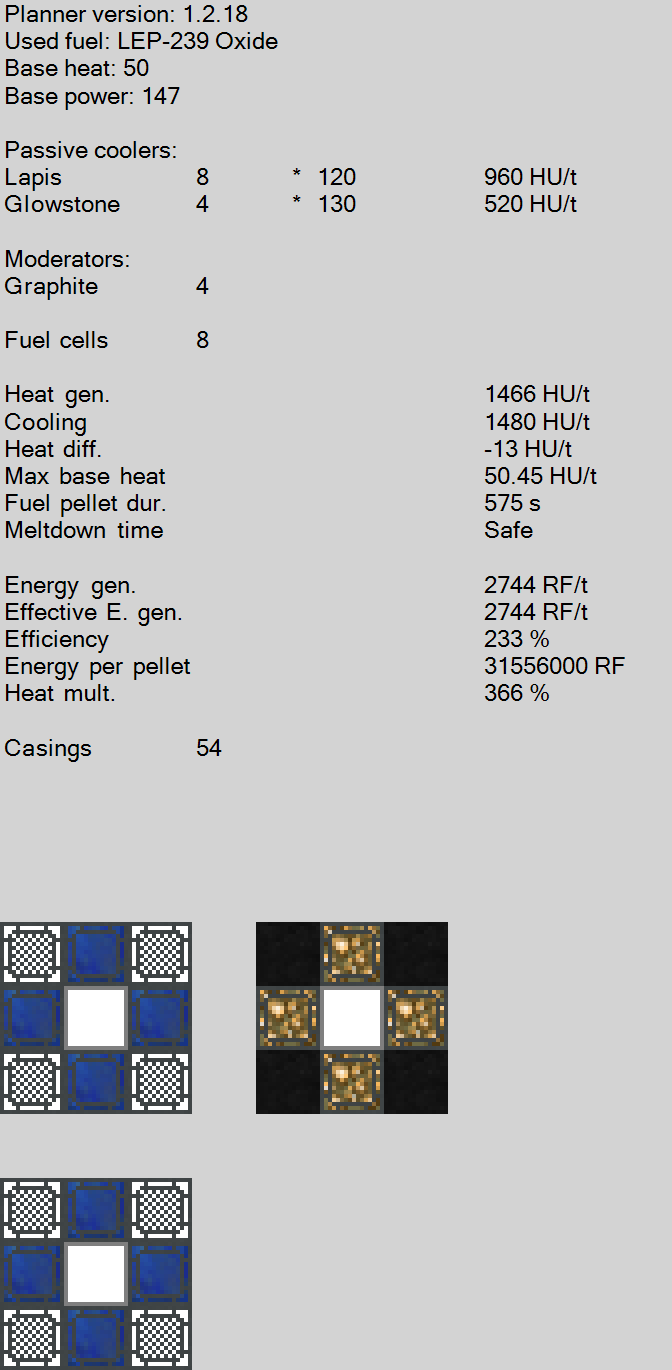 Planner version: 1.2.18
Used fuel: LEP-239 Oxide
Base heat: 50
Base power: 147
Passive coolers:
Lapis 8 * 120 960 HU/t
Glowstone 4 * 130 520 HU/t
Moderators:
Graphite 4
Fuel cells 8
Heat gen. 1466 HU/t
Cooling 1480 HU/t
Heat diff. -13 HU/t
Max base heat 50.45 HU/t
Fuel pellet dur. 575 s
Meltdown time Safe
Energy gen. 2744 RF/t
Effective E. gen. 2744 RF/t
Efficiency 233 %
Energy per pellet 31556000 RF
Heat mult. 366 %
Casings 54